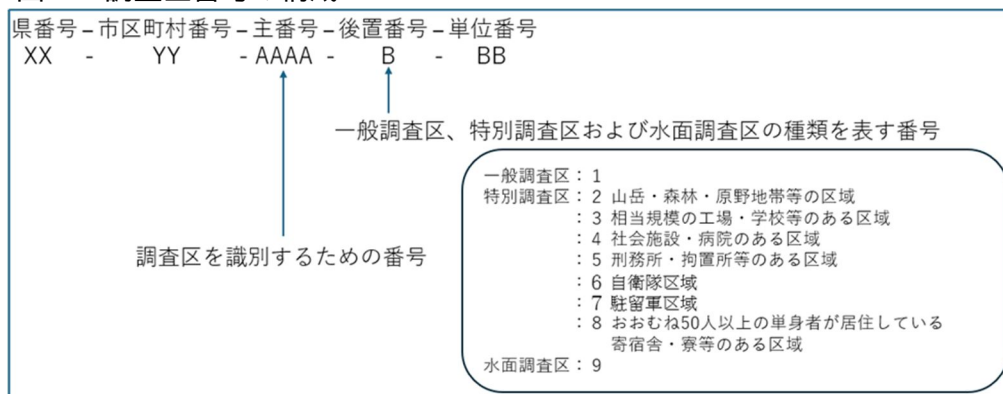 県番号 – 市区町村番号 – 主番号 – 後置番号 – 単位番号
XX - YY - AAAA - B - BB
一般調査区、特別調査区および水面調査区の種類を表す番号
一般調査区：1
特別調査区：2 山岳・森林・原野地帯等の区域
：3 相当規模の工場・学校等のある区域
：4 社会施設・病院のある区域
調査区を識別するための番号
：5 刑務所・拘置所等のある区域
：6 自衛隊区域
：7 駐留軍区域
：8 おおむね50人以上の単身者が居住している
寄宿舎・寮等のある区域
水面調査区：9